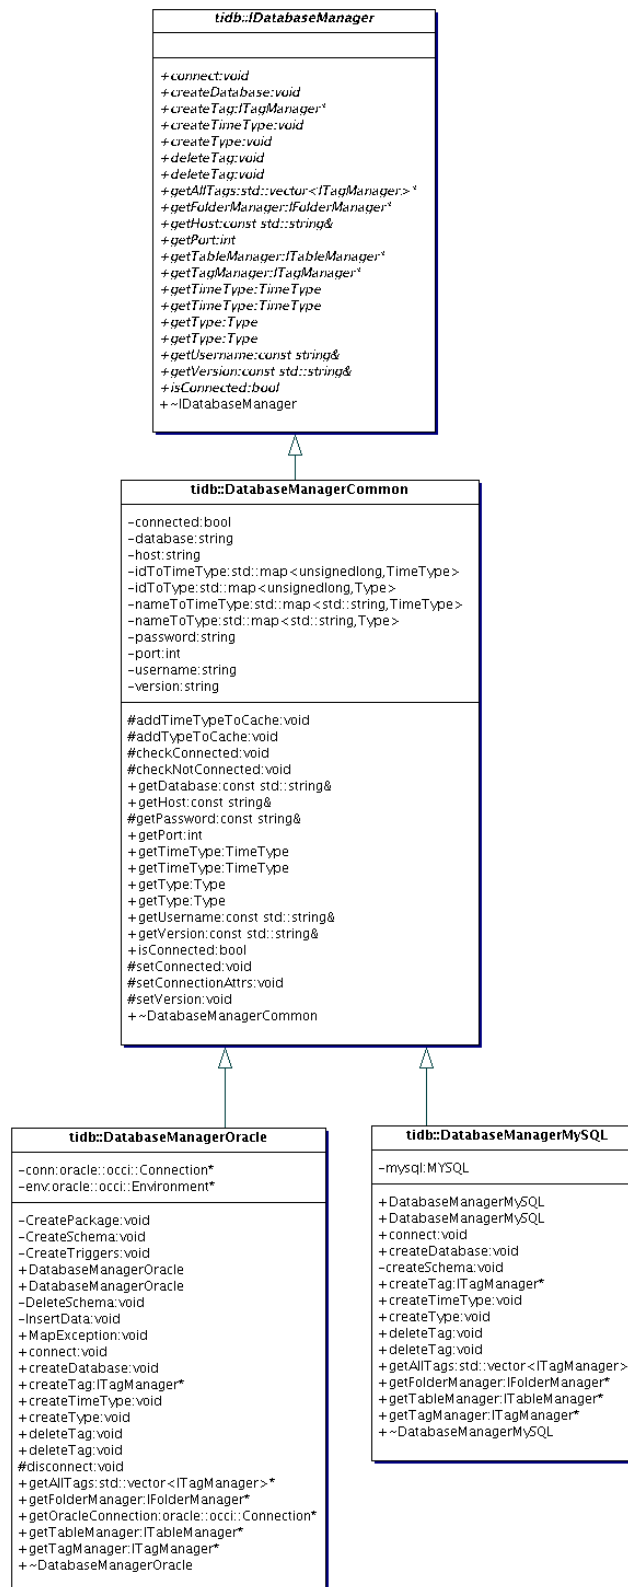 tidb::IDatabaseManager
+connect:void
+createDatabase:void
+createTag:ITagManager*
+createTimeType:void
+createType:void
+deleteTag:void
+deleteTag:void
+getAllTags:std::vector<ITagManager>*
+getFolderManager:IFolderManager*
+getHost:const std::string&
+getPort:int
+getTableManager:ITableManager*
+getTagManager:ITagManager*
+getTimeType:TimeType
+getTimeType:TimeType
+getType:Type
+getType:Type
+getUsername:const string&
+getVersion:const std::string&
+isConnected:bool
+~IDatabaseManager
tidb::DatabaseManagerCommon
-connected:bool
-database:string
-host:string
-idToTimeType:std::map<unsignedlong,TimeType>
-idToType:std::map<unsignedlong,Type>
-nameToTimeType:std::map<std::string,TimeType>
-nameToType:std::map<std::string,Type>
-password:string
-port:int
-username:string
-version:string
#addTimeTypeToCache:void
#addTypeToCache:void
#checkConnected:void
#checkNotConnected:void
+getDatabase:const std::string&
+getHost:const string&
#getPassword:const string&
+getPort:int
+getTimeType:TimeType
+getTimeType:TimeType
+getType:Type
+getType:Type
+getUsername:const std::string&
+getVersion:const std::string&
+isConnected:bool
#setConnected:void
#setConnectionAttrs:void
#setVersion:void
+~DatabaseManagerCommon
tidb::DatabaseManagerOracle
-conn:oracle::occi::Connection*
-env:oracle::occi::Environment*
-CreatePackage:void
-CreateSchema:void
-CreateTriggers:void
+DatabaseManagerOracle
+DatabaseManagerOracle
-DeleteSchema:void
-InsertData:void
+MapException:void
+connect:void
+createDatabase:void
+createTag:ITagManager*
+createTimeType:void
+createType:void
+deleteTag:void
+deleteTag:void
#disconnect:void
+getAllTags:std::vector<ITagManager>*
+getFolderManager:IFolderManager*
+getOracleConnection:oracle::occi::Connection*
+getTableManager:ITableManager*
+getTagManager:ITagManager*
+~DatabaseManagerOracle
tidb::DatabaseManagerMySQL
-mysql:MYSQL
+DatabaseManagerMySQL
+DatabaseManagerMySQL
+connect:void
+createDatabase:void
-createSchema:void
+createTag:ITagManager*
+createTimeType:void
+createType:void
+deleteTag:void
+deleteTag:void
+getAllTags:std::vector<ITagManager>
+getFolderManager:IFolderManager*
+getTableManager:ITableManager*
+getTagManager:ITagManager*
+~DatabaseManagerMySQL